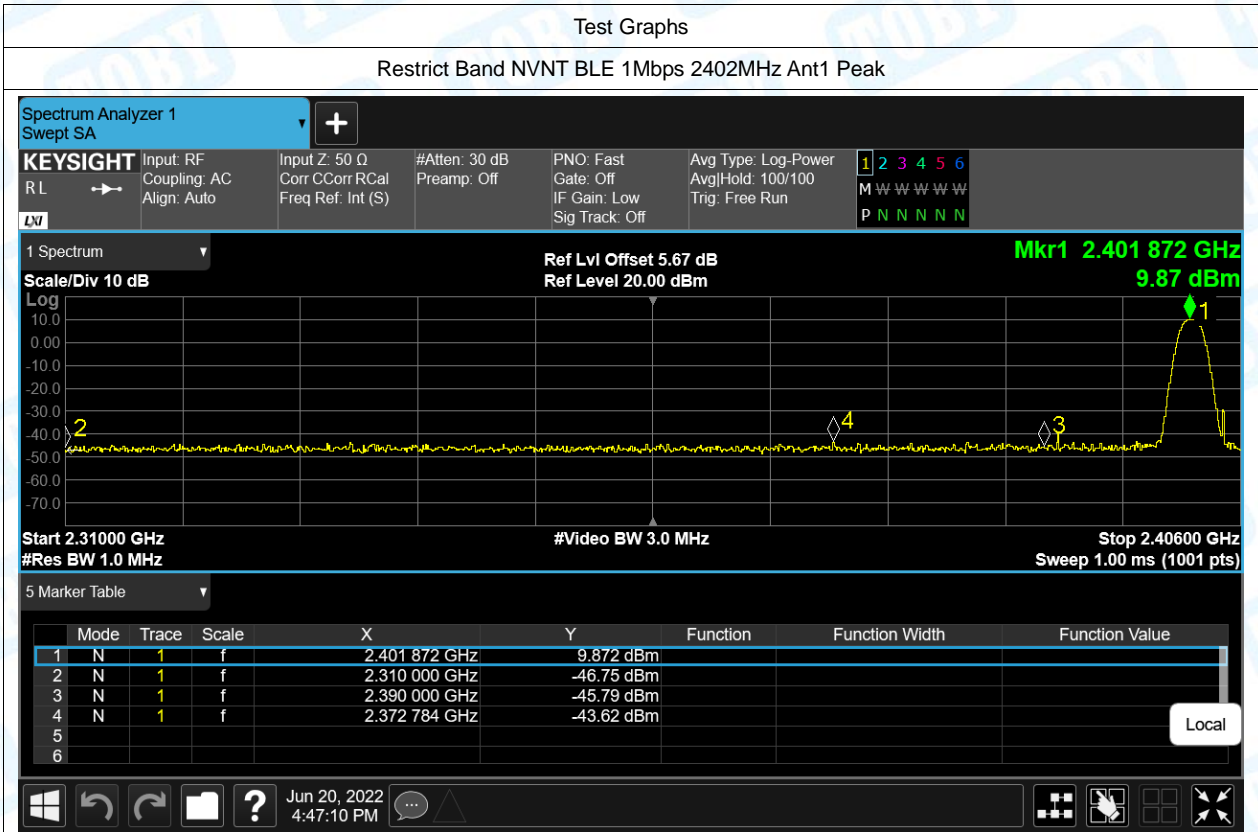 Test Graphs
Restrict Band NVNT BLE 1Mbps 2402MHz Ant1 Peak
Spectrum Analyzer 1
Swept SA
KEYSIGHT
RL
LXI
Input: RF
Coupling: AC
Align: Auto
Input Z: 50 Ω
Corr CCorr RCal
Freq Ref: Int (S)
#Atten: 30 dB
Preamp: Off
PNO: Fast
Gate: Off
IF Gain: Low
Sig Track: Off
Avg Type: Log-Power
Avg|Hold: 100/100
Trig: Free Run
1 2 3 4 5 6
M W W W W W
P N N N N N
1 Spectrum
Scale/Div 10 dB
Ref Lvl Offset 5.67 dB
Ref Level 20.00 dBm
Mkr1 2.401 872 GHz
9.87 dBm
Log
10.0
0.00
-10.0
-20.0
-30.0
-40.0
-50.0
-60.0
-70.0
2
4
3
1
Start 2.31000 GHz
#Video BW 3.0 MHz
Stop 2.40600 GHz
#Res BW 1.0 MHz
Sweep 1.00 ms (1001 pts)
5 Marker Table
Mode Trace Scale X Y Function Function Width Function Value
1 N 1 f 2.401 872 GHz 9.872 dBm
2 N 1 f 2.310 000 GHz -46.75 dBm
3 N 1 f 2.390 000 GHz -45.79 dBm
4 N 1 f 2.372 784 GHz -43.62 dBm
5
6
Local
?
Jun 20, 2022
4:47:10 PM
TOBY